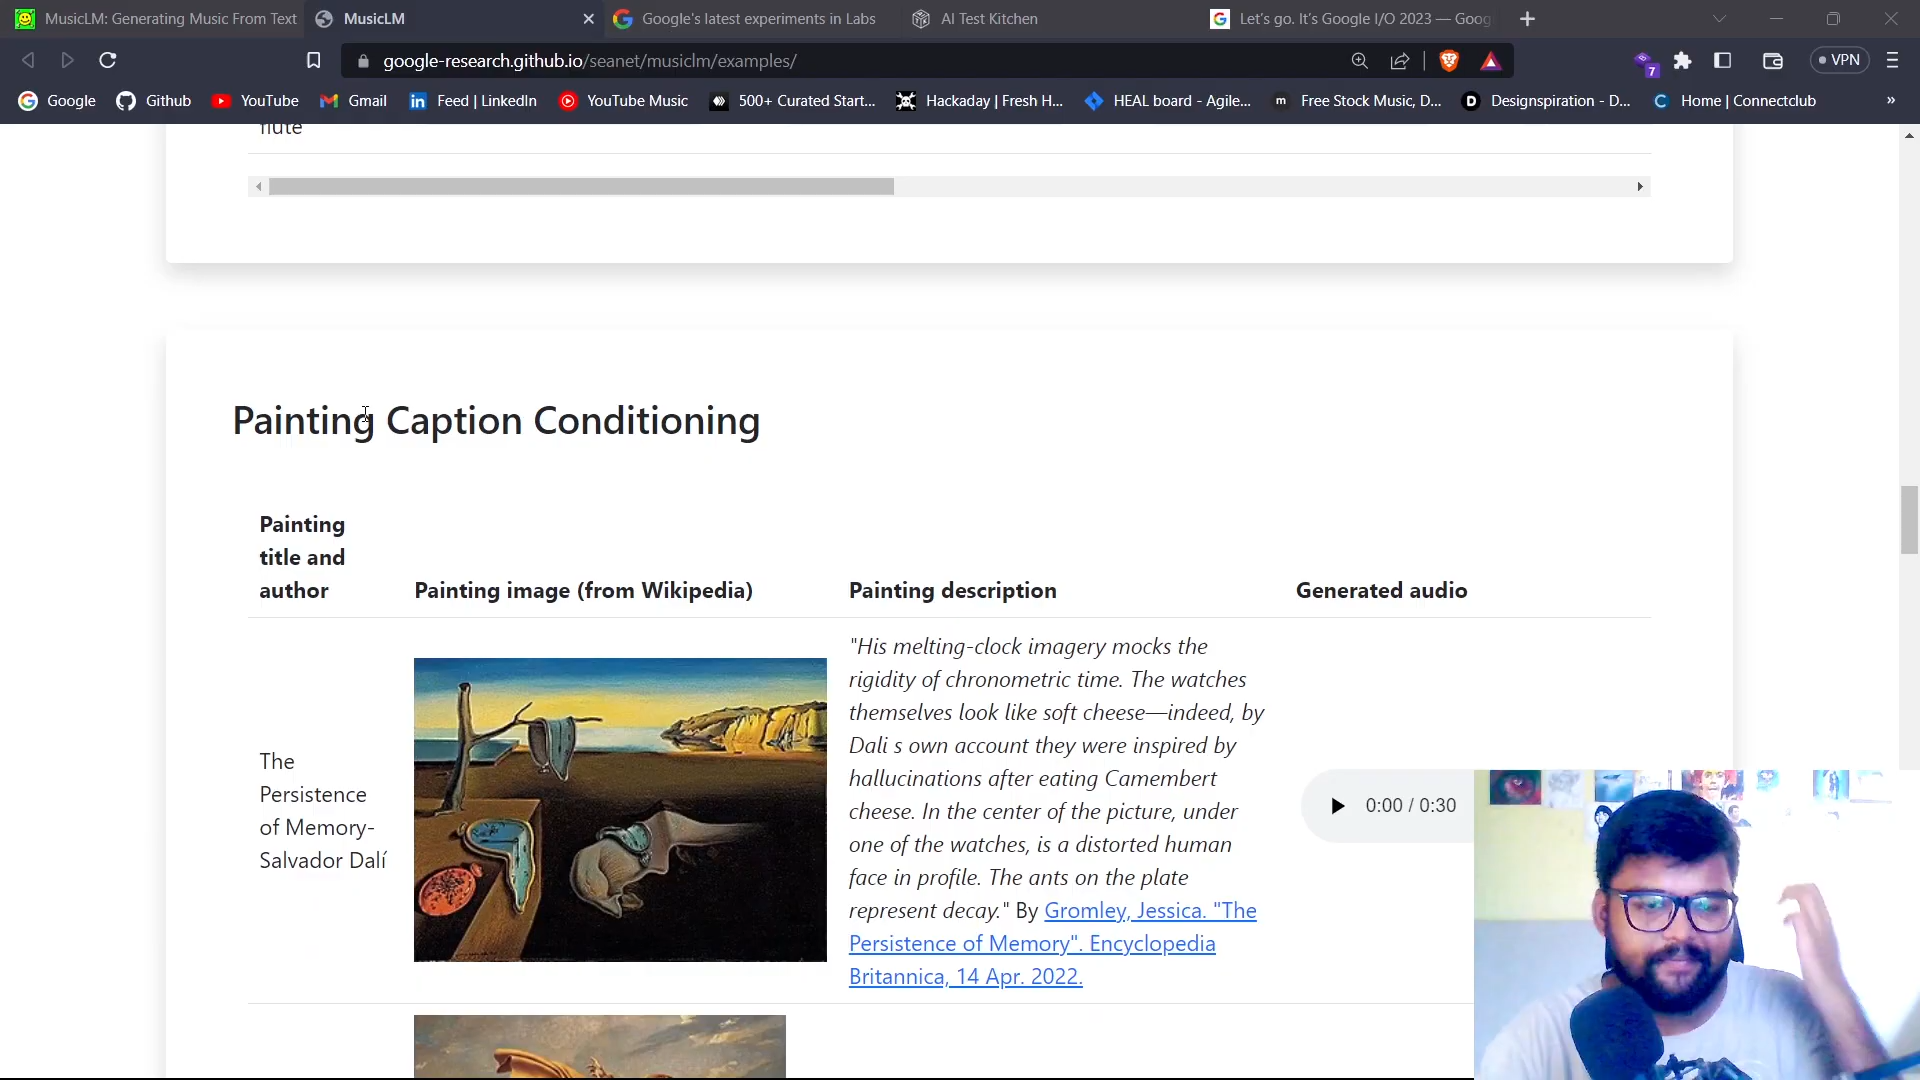 MusicLM: Generating Music From Text
MusicLM
Google's latest experiments in Labs
AI Test Kitchen
Let's go. It's Google I/O 2023 — Goog
google-research.github.io/seanet/musiclm/examples/
7
VPN
Google
Github
YouTube
Gmail
Feed | LinkedIn
YouTube Music
500+ Curated Start...
Hackaday | Fresh H...
HEAL board - Agile...
Free Stock Music, D...
Designspiration - D...
Home | Connectclub
»
flute
Painting Caption Conditioning
Painting
title and
author
Painting image (from Wikipedia)
Painting description
Generated audio
The
Persistence
of Memory-
Salvador Dalí
"His melting-clock imagery mocks the
rigidity of chronometric time. The watches
themselves look like soft cheese—indeed, by
Dali s own account they were inspired by
hallucinations after eating Camembert
cheese. In the center of the picture, under
one of the watches, is a distorted human
face in profile. The ants on the plate
represent decay." By Gromley, Jessica. "The
Persistence of Memory". Encyclopedia
Britannica, 14 Apr. 2022.
0:00 / 0:30